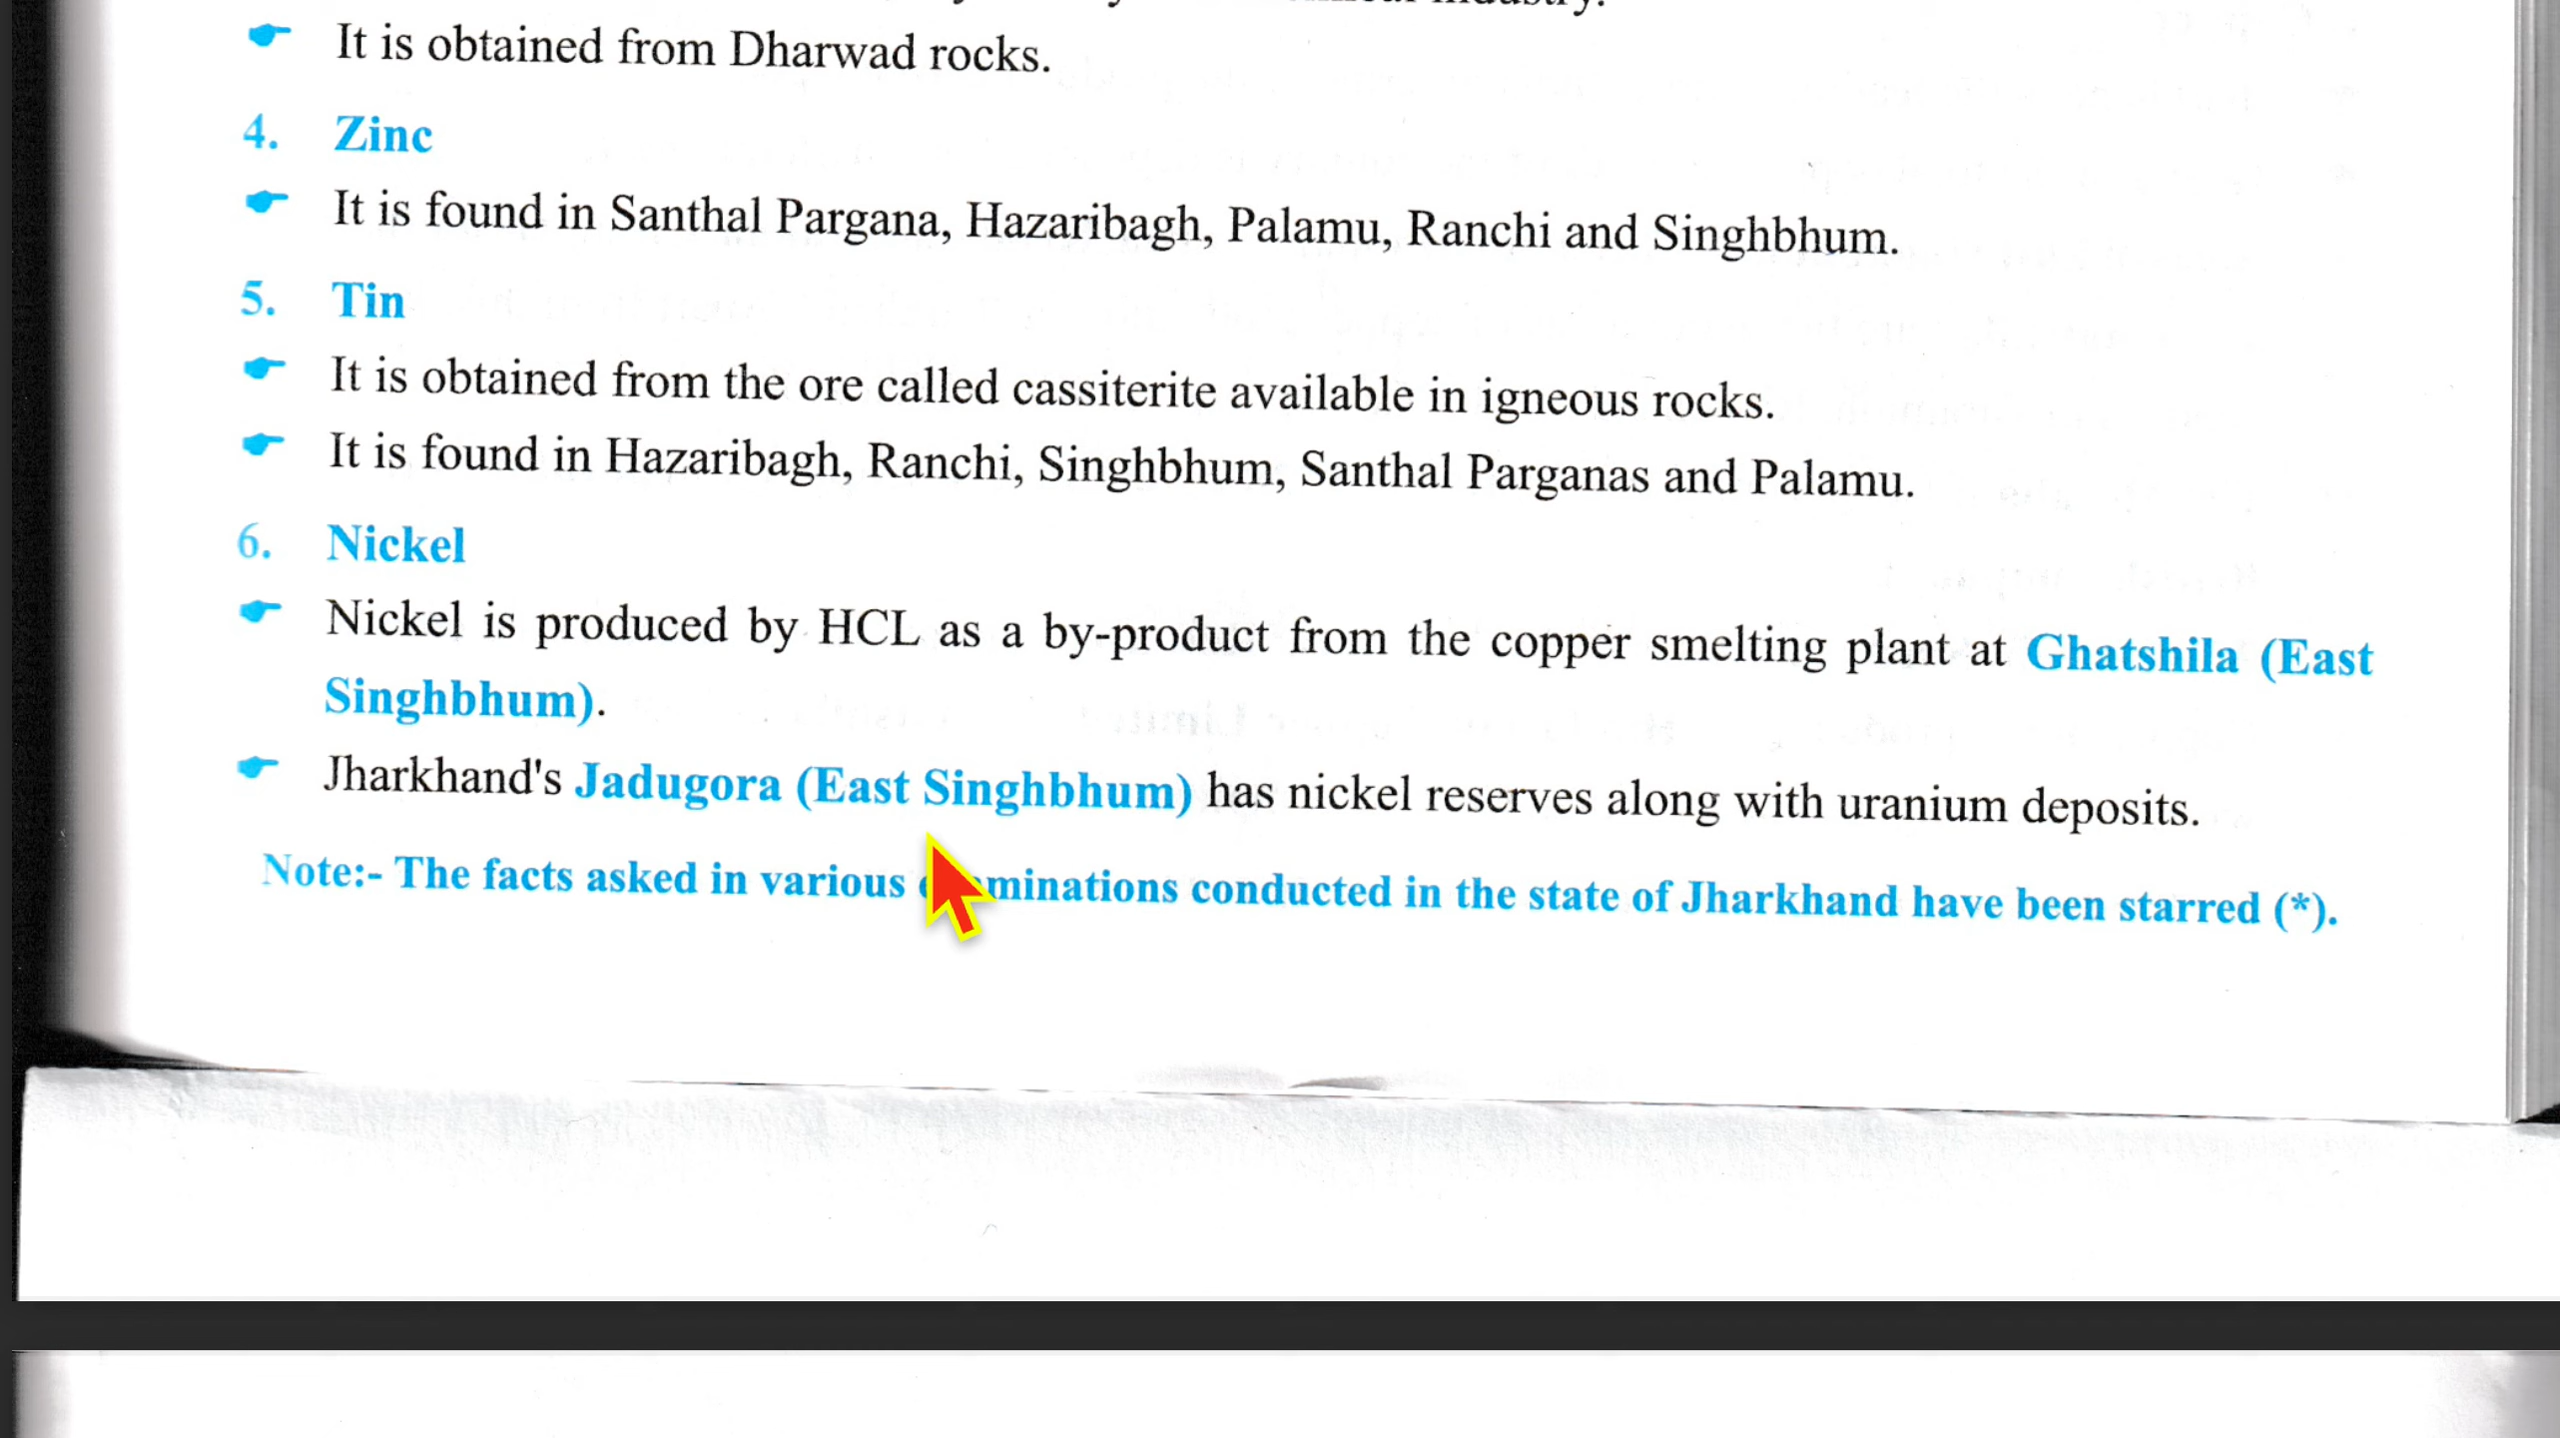 It is obtained from Dharwad rocks.
4. Zinc
It is found in Santhal Pargana, Hazaribagh, Palamu, Ranchi and Singhbhum.
5. Tin
It is obtained from the ore called cassiterite available in igneous rocks.
It is found in Hazaribagh, Ranchi, Singhbhum, Santhal Parganas and Palamu.
6. Nickel
Nickel is produced by HCL as a by-product from the copper smelting plant at Ghatshila (East
Singhbhum).
Jharkhand's Jadugora (East Singhbhum) has nickel reserves along with uranium deposits.
Note:- The facts asked in various conducted in the state of Jharkhand have been starred (*).